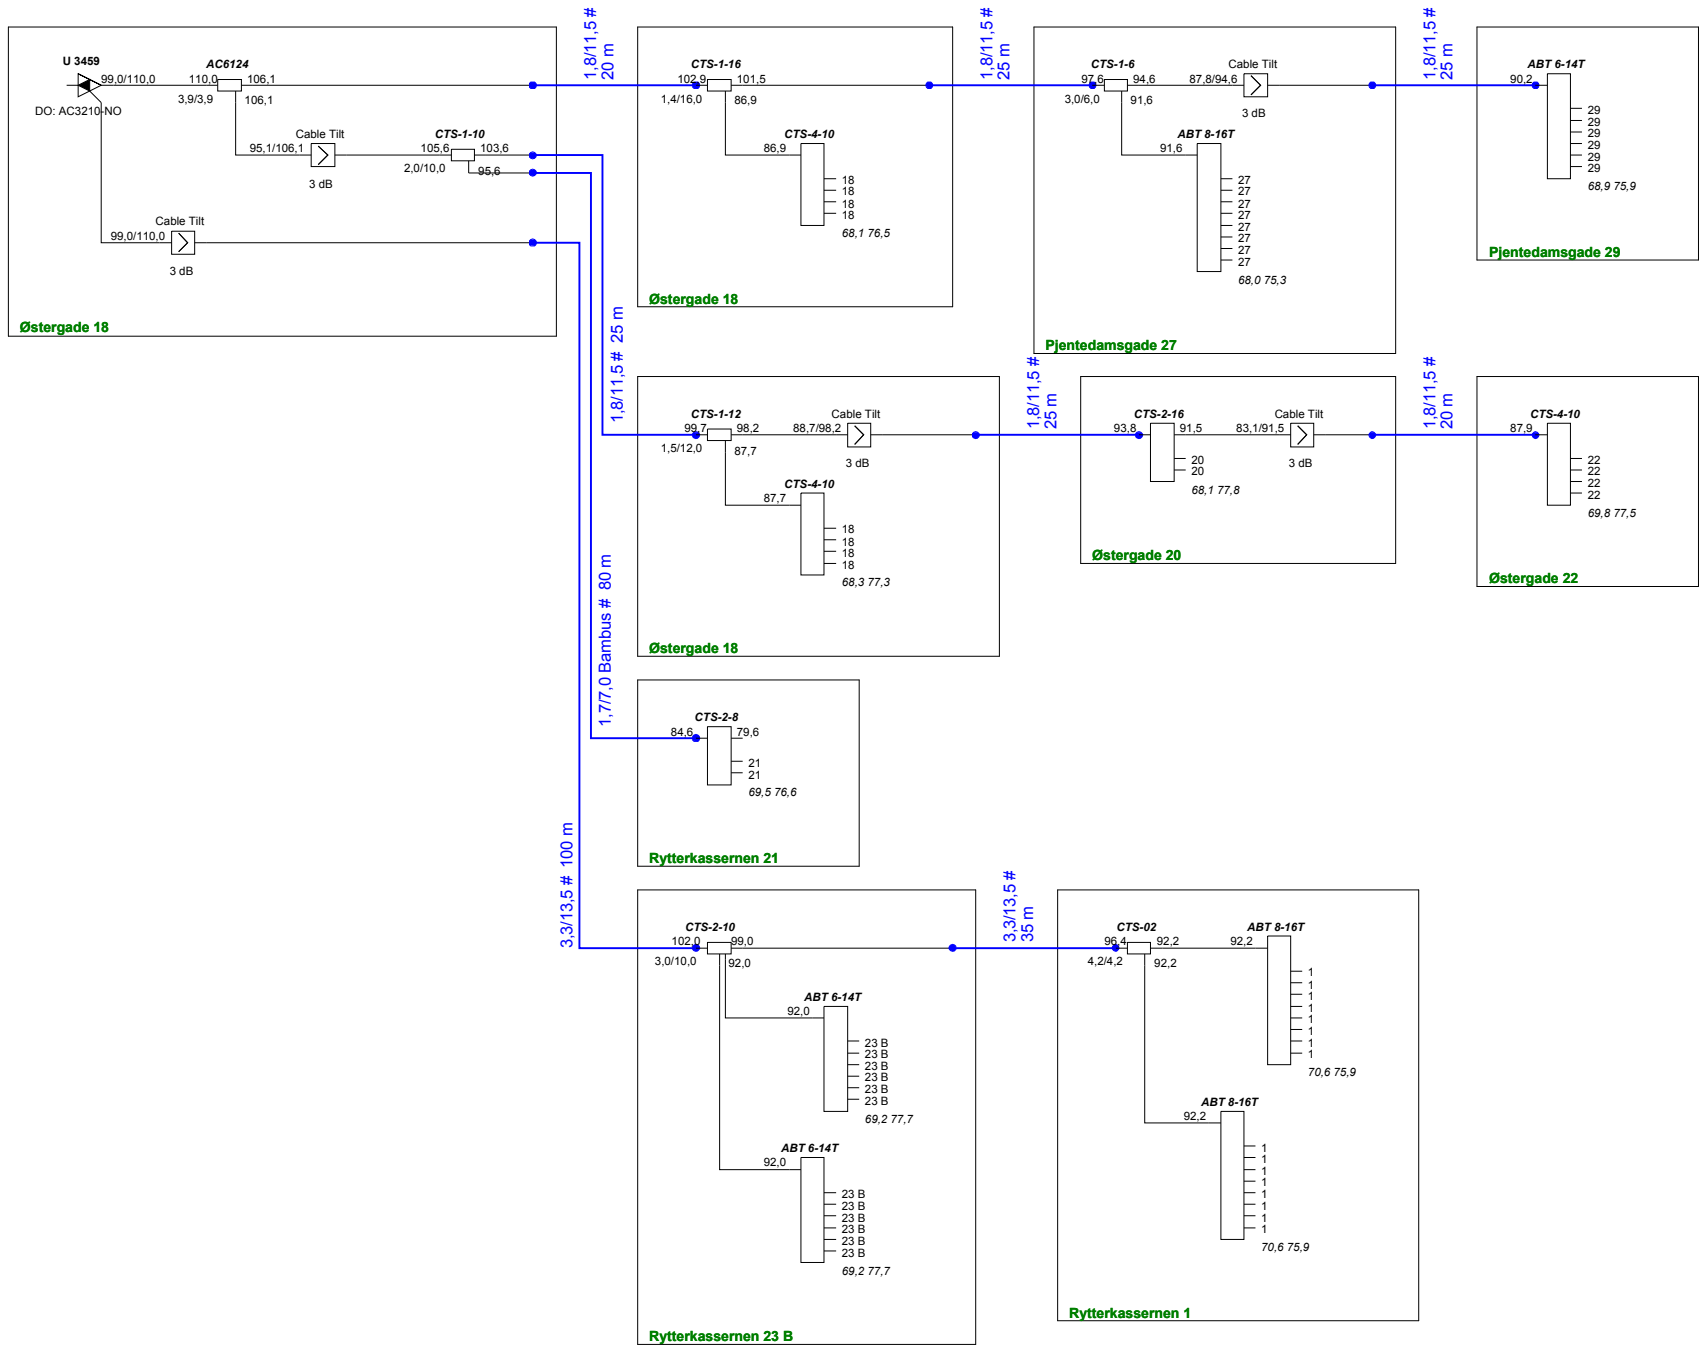 U 3459
99,0/110,0
DO: AC3210-NO
AC6124
110,0
106,1
3,9/3,9
106,1
95,1/106,1
Cable Tilt
3 dB
CTS-1-10
105,6
103,6
2,0/10,0
95,6
99,0/110,0
Cable Tilt
3 dB
Østergade 18
1,8/11,5 #
20 m
CTS-1-16
102,9
101,5
1,4/16,0
86,9
CTS-4-10
86,9
18
18
18
18
68,1 76,5
Østergade 18
1,8/11,5 #
25 m
CTS-1-6
97,6
94,6
3,0/6,0
91,6
87,8/94,6
Cable Tilt
3 dB
ABT 8-16T
91,6
27
27
27
27
27
27
27
27
68,0 75,3
Pjentedamsgade 27
1,8/11,5 #
25 m
ABT 6-14T
90,2
29
29
29
29
29
29
68,9 75,9
Pjentedamsgade 29
1,8/11,5 # 25 m
CTS-1-12
99,7
98,2
1,5/12,0
87,7
88,7/98,2
Cable Tilt
3 dB
CTS-4-10
87,7
18
18
18
18
68,3 77,3
Østergade 18
1,8/11,5 #
25 m
CTS-2-16
93,8
91,5
20
20
68,1 77,8
83,1/91,5
Cable Tilt
3 dB
Østergade 20
1,8/11,5 #
20 m
CTS-4-10
87,9
22
22
22
22
69,8 77,5
Østergade 22
1,7/7,0 Bambus # 80 m
CTS-2-8
84,6
79,6
21
21
69,5 76,6
Rytterkassernen 21
3,3/13,5 # 100 m
CTS-2-10
102,0
99,0
3,0/10,0
92,0
ABT 6-14T
92,0
23 B
23 B
23 B
23 B
23 B
23 B
69,2 77,7
ABT 6-14T
92,0
23 B
23 B
23 B
23 B
23 B
23 B
69,2 77,7
Rytterkassernen 23 B
3,3/13,5 #
35 m
CTS-02
96,4
92,2
4,2/4,2
92,2
92,2
ABT 8-16T
1
1
1
1
1
1
1
1
70,6 75,9
ABT 8-16T
92,2
1
1
1
1
1
1
1
1
70,6 75,9
Rytterkassernen 1